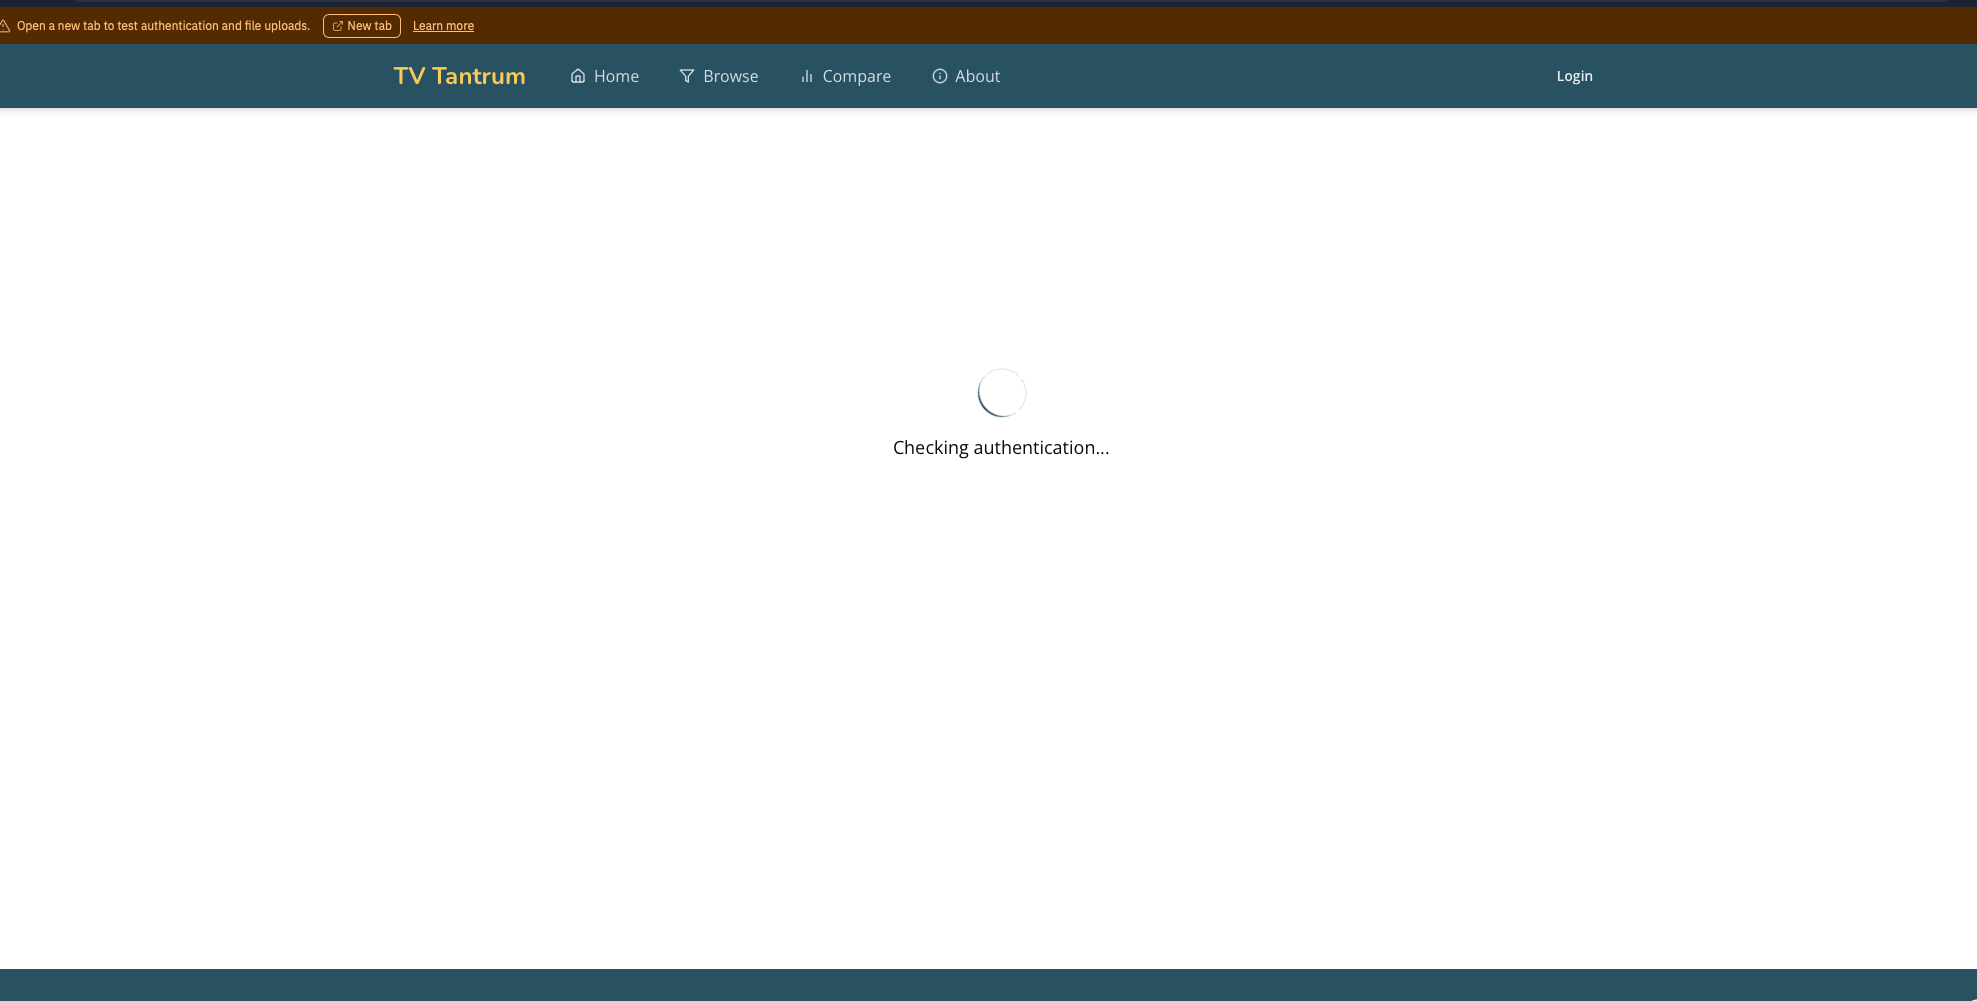 Open a new tab to test authentication and file uploads. New tab Learn more
TV Tantrum Home Browse Compare About Login
Checking authentication...